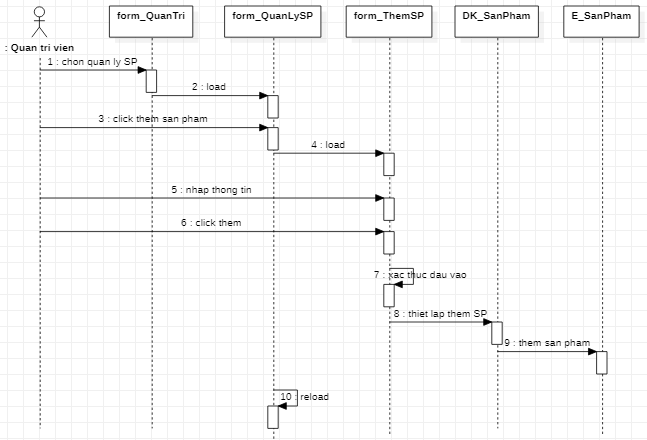 form_QuanTri
form_QuanLySP
form_ThemSP
DK_SanPham
E_SanPham
: Quan tri vien
1 : chon quan ly SP
2 : load
3 : click them san pham
4 : load
5 : nhap thong tin
6 : click them
7 : xac thuc dau vao
8 : thiet lap them SP
9 : them san pham
10 : reload